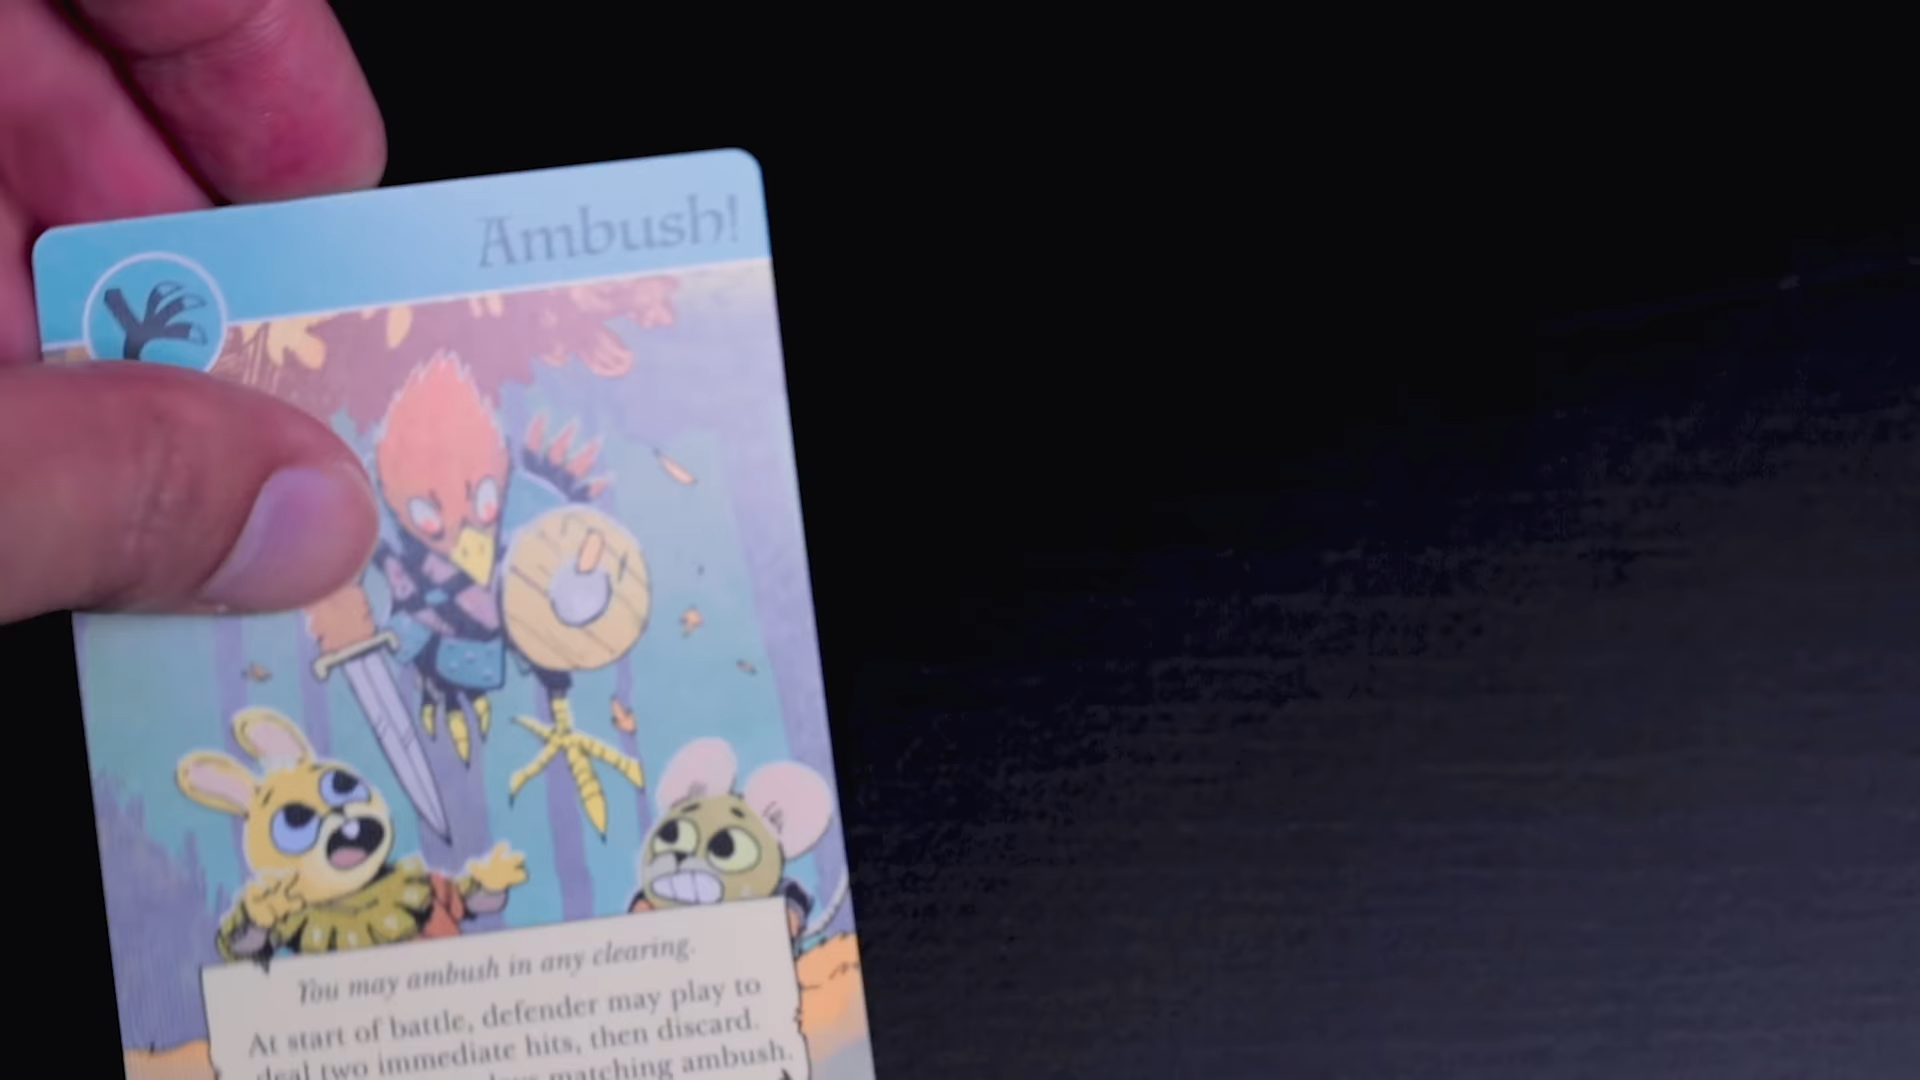 Ambush!
You may ambush in any clearing.
At start of battle, defender may play to
deal two immediate hits, then discard.
matching ambush.